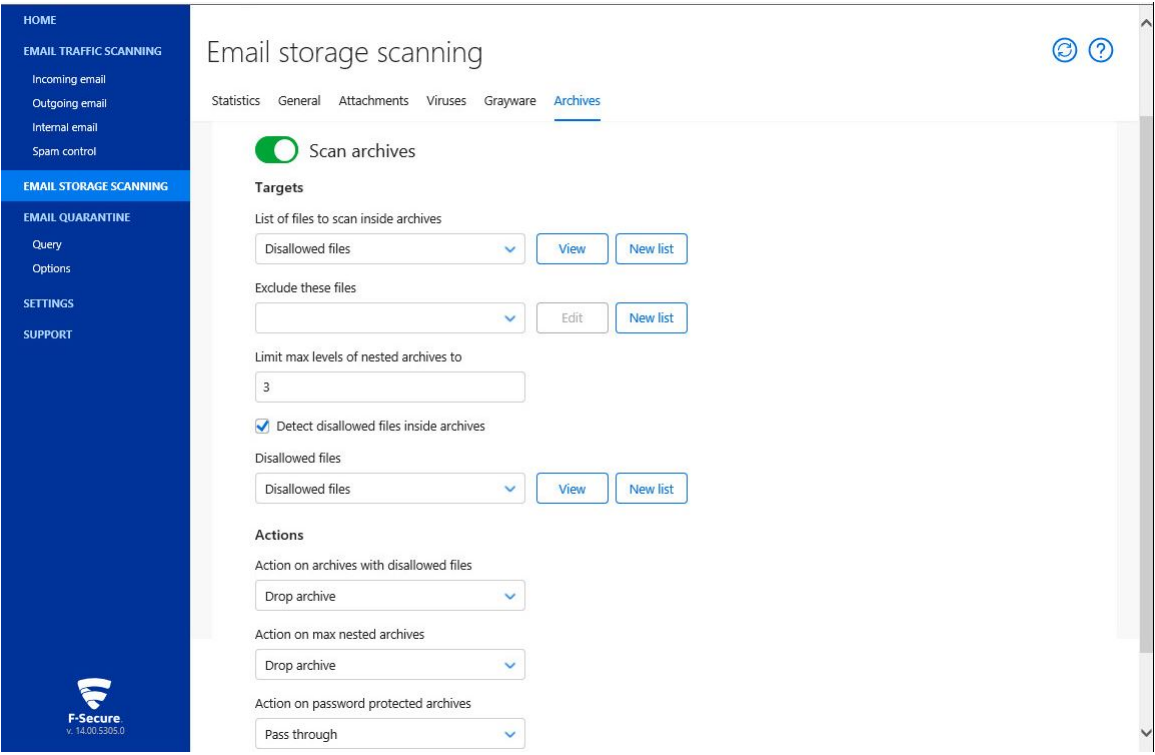 HOME
EMAIL TRAFFIC SCANNING
Incoming email
Outgoing email
Internal email
Spam control
EMAIL STORAGE SCANNING
EMAIL QUARANTINE
Query
Options
SETTINGS
SUPPORT
F-Secure.
v. 14.00.5305.0
Email storage scanning
?
Statistics General Attachments Viruses Grayware Archives
Scan archives
Targets
List of files to scan inside archives
Disallowed files View New list
Exclude these files
Edit New list
Limit max levels of nested archives to
3
Detect disallowed files inside archives
Disallowed files
Disallowed files View New list
Actions
Action on archives with disallowed files
Drop archive
Action on max nested archives
Drop archive
Action on password protected archives
Pass through